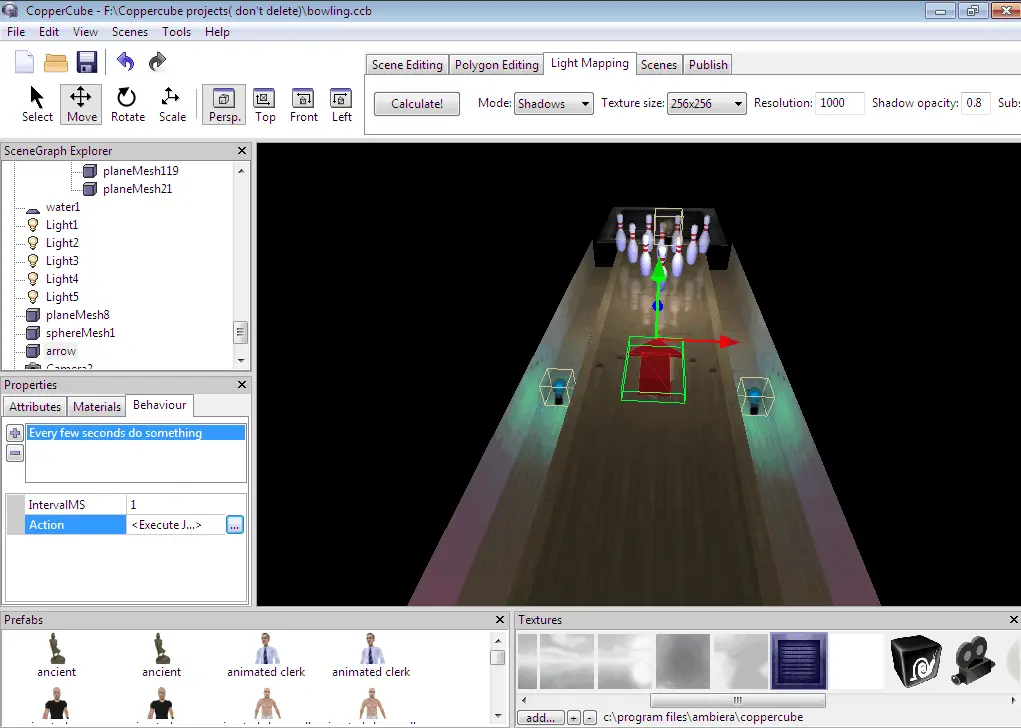 CopperCube - F:\Coppercube projects( don't delete)\bowling.ccb
File Edit View Scenes Tools Help
Scene Editing Polygon Editing Light Mapping Scenes Publish
Select Move Rotate Scale Persp. Top Front Left
Calculate! Mode: Shadows Texture size: 256x256 Resolution: 1000 Shadow opacity: 0.8 Subs
SceneGraph Explorer
planeMesh119
planeMesh21
water1
Light1
Light2
Light3
Light4
Light5
planeMesh8
sphereMesh1
arrow
Camera2
Properties
Attributes Materials Behaviour
Every few seconds do something
IntervalMS 1
Action <Execute J...> ...
Prefabs
ancient ancient animated clerk animated clerk
Textures
add... + - c:\program files\ambiera\coppercube